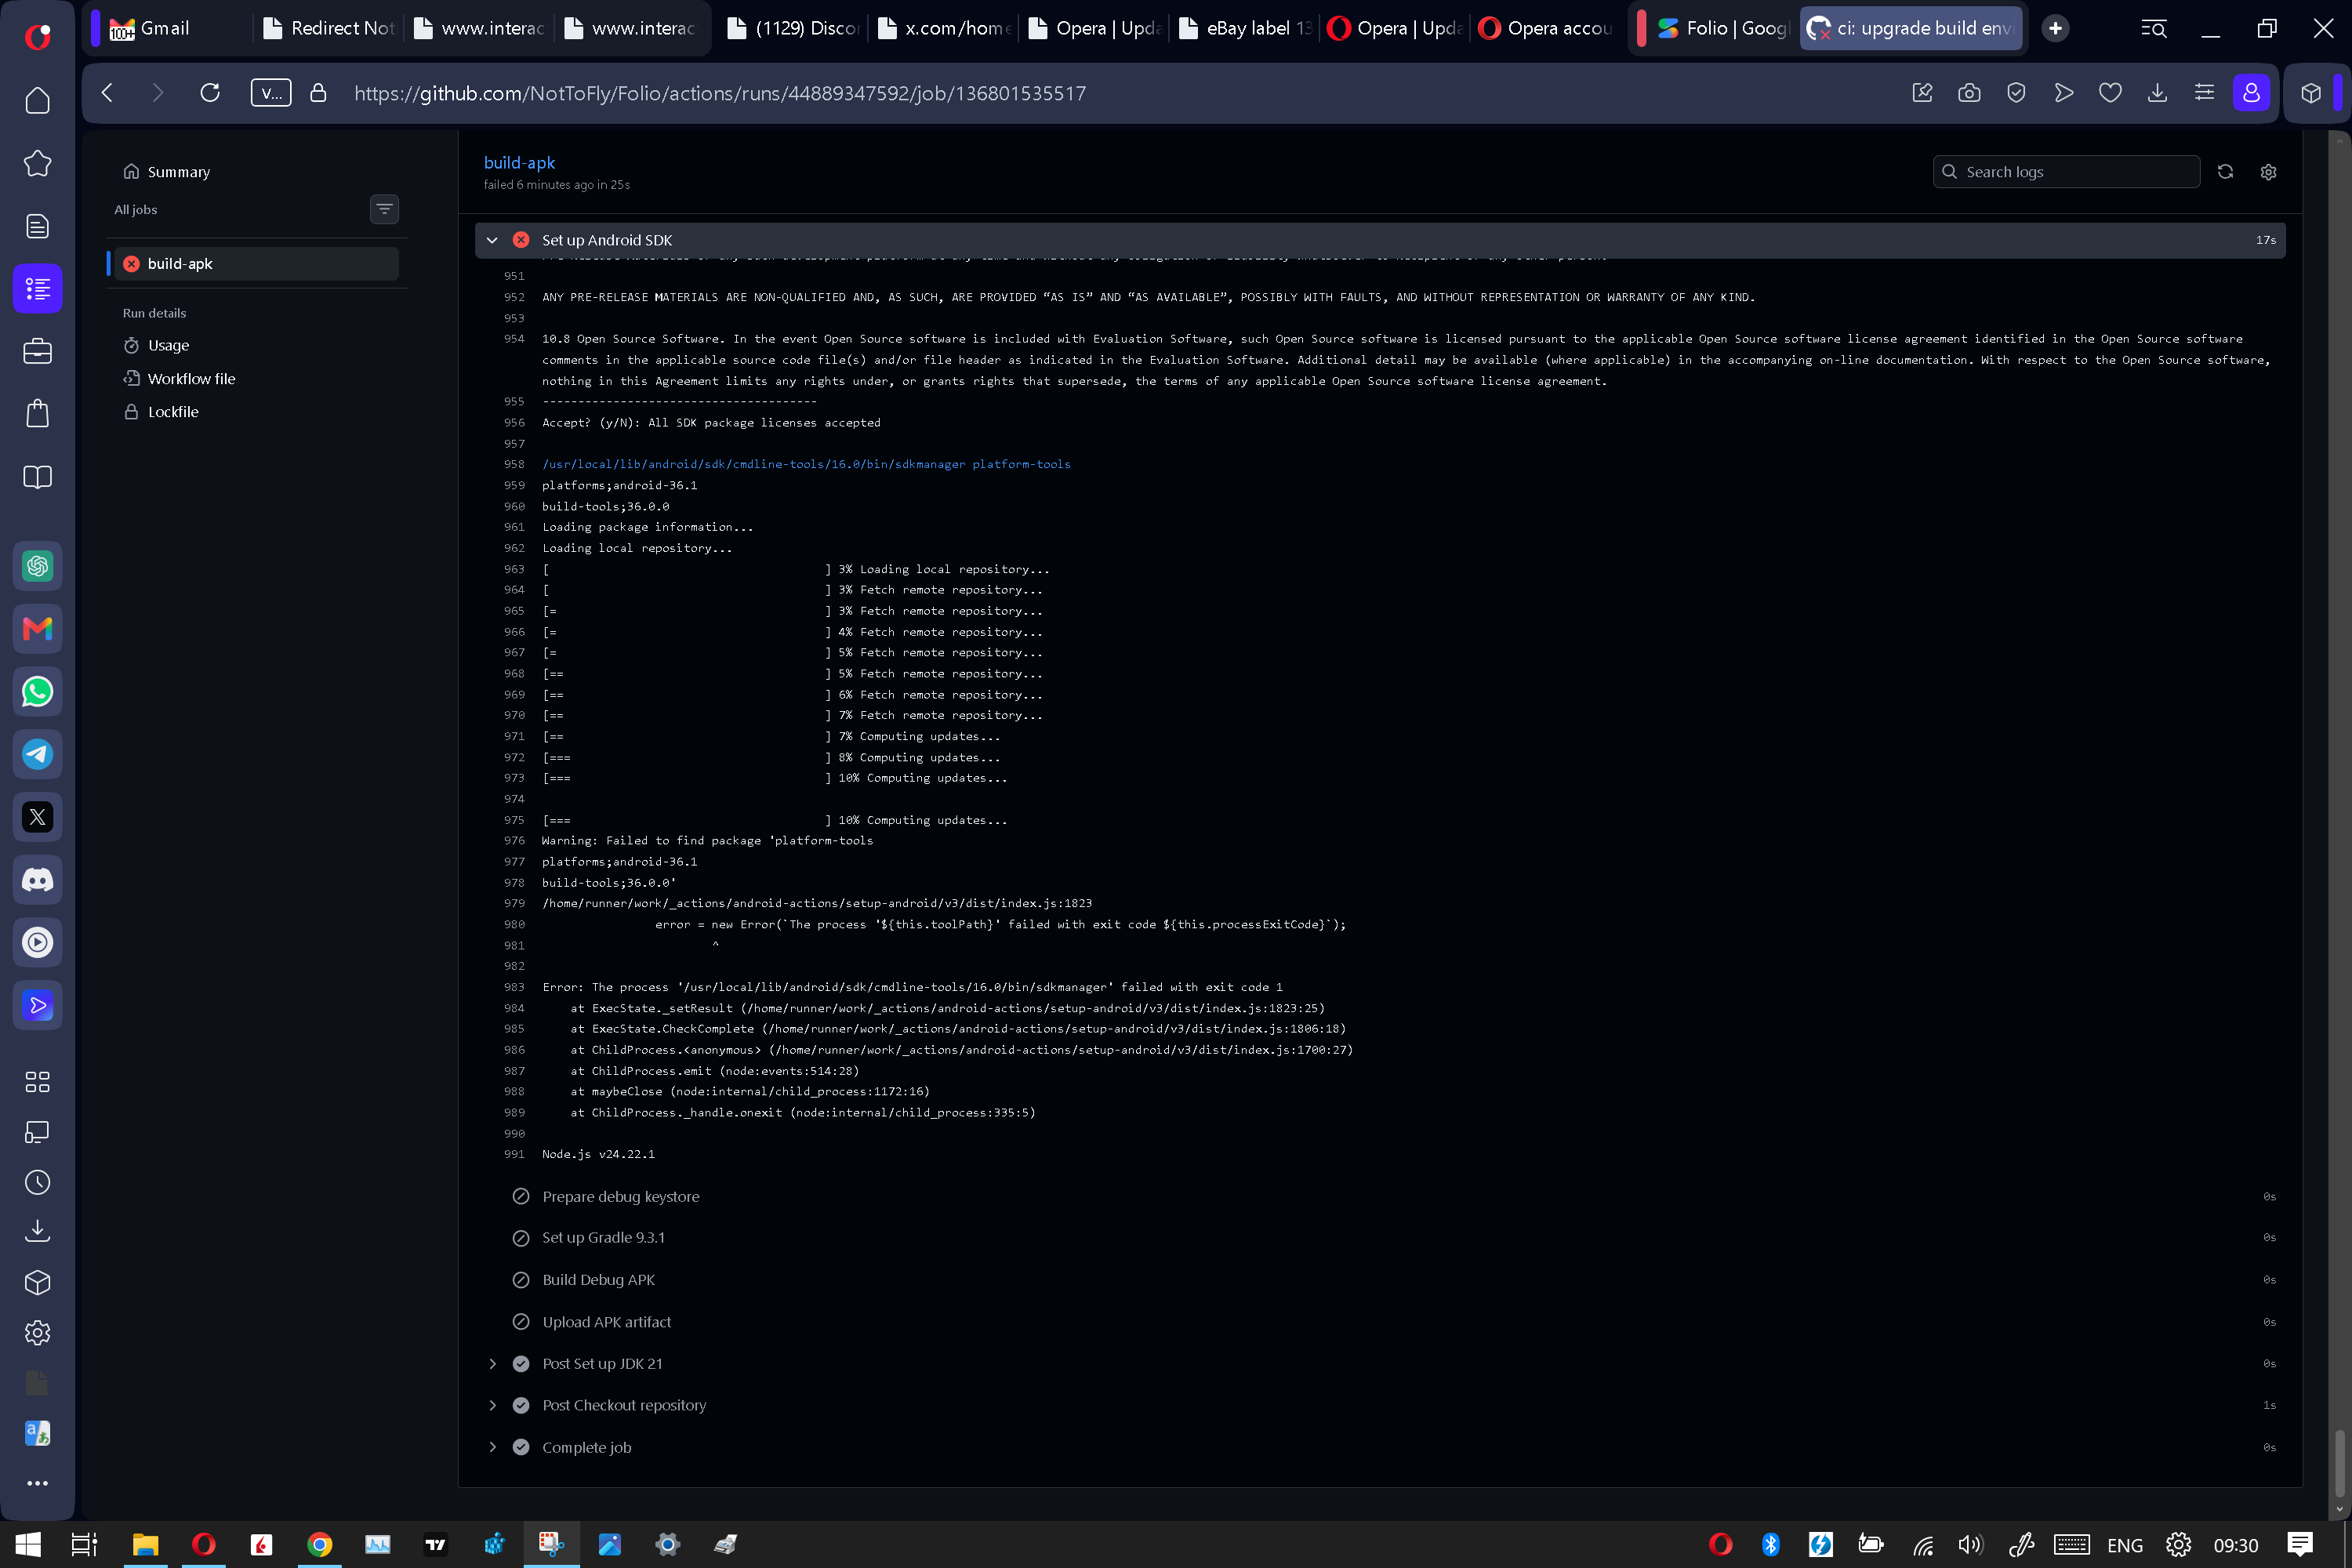 Gmail
Redirect Not
www.interac
www.interac
(1129) Discor
x.com/home
Opera | Upda
eBay label 13
Opera | Upda
Opera accou
Folio | Goog
ci: upgrade build envi
V...
https://github.com/NotToFly/Folio/actions/runs/44889347592/job/136801535517
Summary
All jobs
build-apk
Run details
Usage
Workflow file
Lockfile
build-apk
failed 6 minutes ago in 25s
Search logs
Set up Android SDK 17s
951
952 ANY PRE-RELEASE MATERIALS ARE NON-QUALIFIED AND, AS SUCH, ARE PROVIDED “AS IS” AND “AS AVAILABLE”, POSSIBLY WITH FAULTS, AND WITHOUT REPRESENTATION OR WARRANTY OF ANY KIND.
953
954 10.8 Open Source Software. In the event Open Source software is included with Evaluation Software, such Open Source software is licensed pursuant to the applicable Open Source software license agreement identified in the Open Source software
comments in the applicable source code file(s) and/or file header as indicated in the Evaluation Software. Additional detail may be available (where applicable) in the accompanying on-line documentation. With respect to the Open Source software,
nothing in this Agreement limits any rights under, or grants rights that supersede, the terms of any applicable Open Source software license agreement.
955 ---------------------------------------
956 Accept? (y/N): All SDK package licenses accepted
957
958 /usr/local/lib/android/sdk/cmdline-tools/16.0/bin/sdkmanager platform-tools
959 platforms;android-36.1
960 build-tools;36.0.0
961 Loading package information...
962 Loading local repository...
963 [                                       ] 3% Loading local repository...
964 [                                       ] 3% Fetch remote repository...
965 [=                                      ] 3% Fetch remote repository...
966 [=                                      ] 4% Fetch remote repository...
967 [=                                      ] 5% Fetch remote repository...
968 [==                                     ] 5% Fetch remote repository...
969 [==                                     ] 6% Fetch remote repository...
970 [==                                     ] 7% Fetch remote repository...
971 [==                                     ] 7% Computing updates...
972 [===                                    ] 8% Computing updates...
973 [===                                    ] 10% Computing updates...
974
975 [===                                    ] 10% Computing updates...
976 Warning: Failed to find package 'platform-tools
977 platforms;android-36.1
978 build-tools;36.0.0'
979 /home/runner/work/_actions/android-actions/setup-android/v3/dist/index.js:1823
980 error = new Error(`The process '${this.toolPath}' failed with exit code ${this.processExitCode}`);
981 ^
982
983 Error: The process '/usr/local/lib/android/sdk/cmdline-tools/16.0/bin/sdkmanager' failed with exit code 1
984 at ExecState._setResult (/home/runner/work/_actions/android-actions/setup-android/v3/dist/index.js:1823:25)
985 at ExecState.CheckComplete (/home/runner/work/_actions/android-actions/setup-android/v3/dist/index.js:1806:18)
986 at ChildProcess.<anonymous> (/home/runner/work/_actions/android-actions/setup-android/v3/dist/index.js:1700:27)
987 at ChildProcess.emit (node:events:514:28)
988 at maybeClose (node:internal/child_process:1172:16)
989 at ChildProcess._handle.onexit (node:internal/child_process:335:5)
990
991 Node.js v24.22.1
Prepare debug keystore 0s
Set up Gradle 9.3.1 0s
Build Debug APK 0s
Upload APK artifact 0s
Post Set up JDK 21 0s
Post Checkout repository 1s
Complete job 0s
ENG
09:30